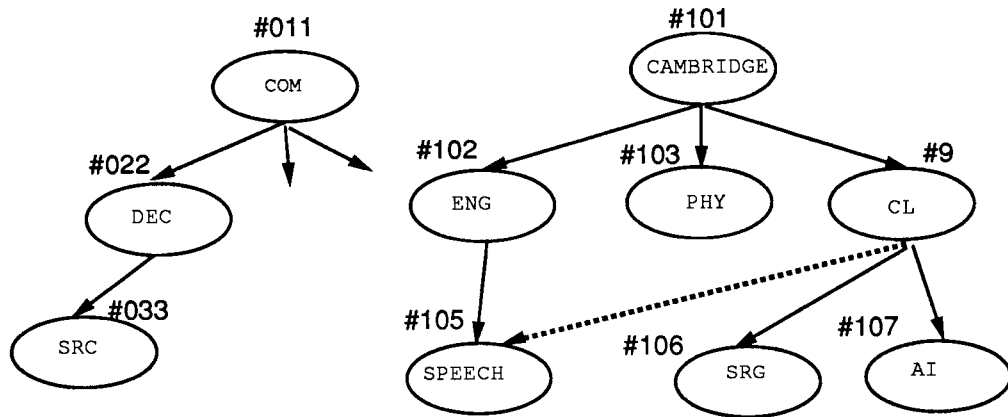 #011
COM
#022
DEC
#033
SRC
#101
CAMBRIDGE
#102
ENG
#103
PHY
#9
CL
#105
SPEECH
#106
SRG
#107
AI